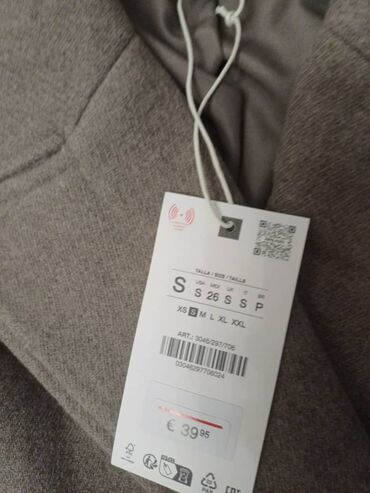 TALLA / SIZE / TAILLE
USA MEX UK IT BR
S S 26 S S P
XS S M L XL XXL
ART.: 3046/297/706
03046297706024
€ 39,95